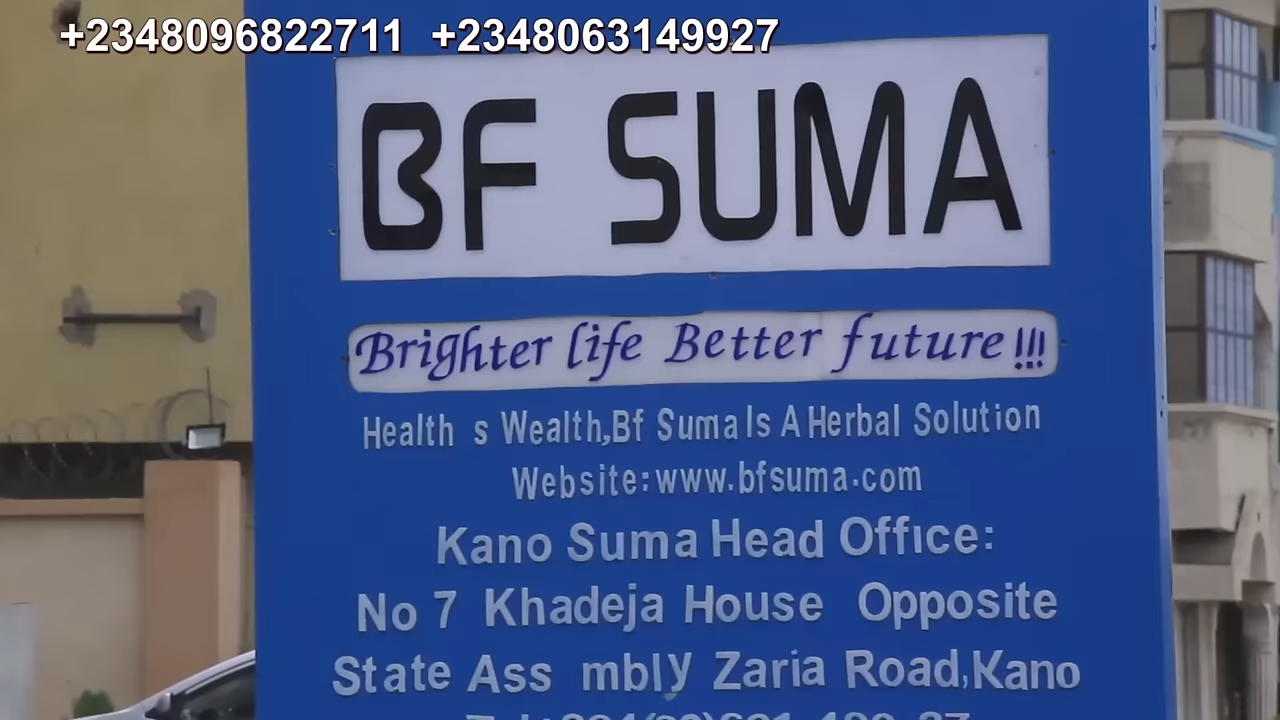 +2348096822711 +2348063149927
BF SUMA
Brighter life Better future!!!
Health s Wealth,Bf Suma Is A Herbal Solution
Website:www.bfsuma.com
Kano Suma Head Office:
No 7 Khadeja House Opposite
State Ass mbly Zaria Road,Kano